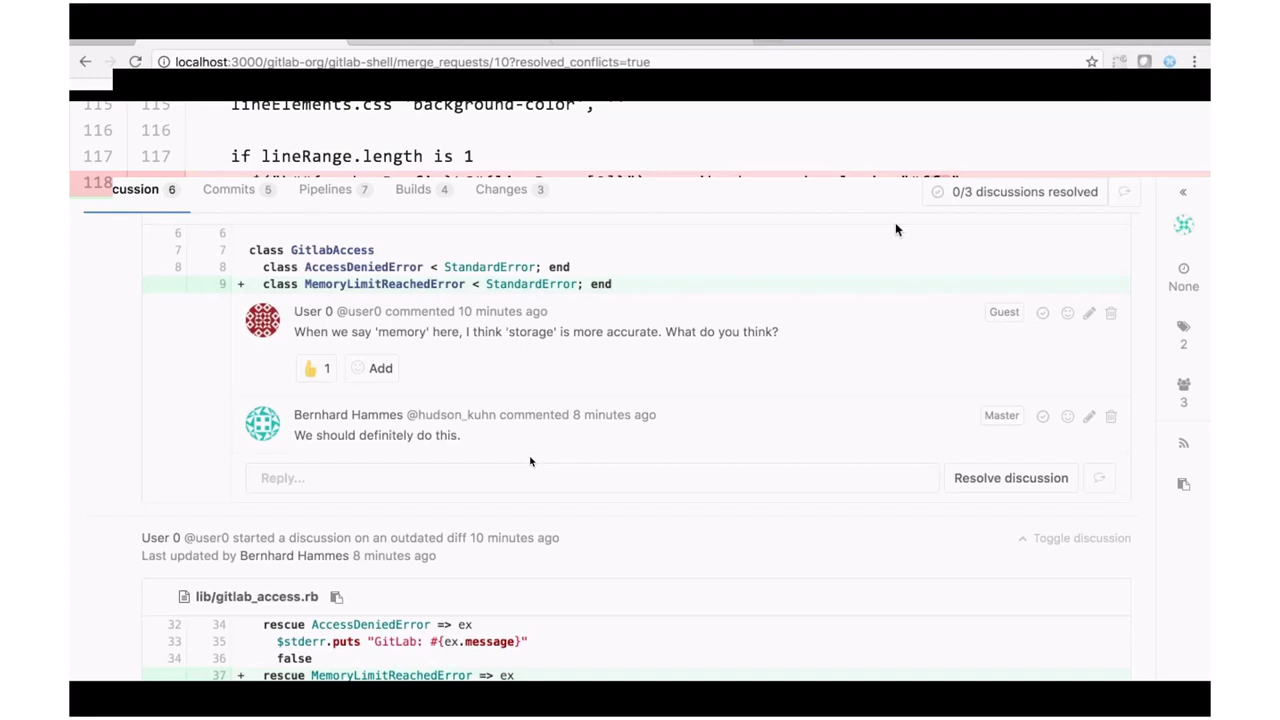 localhost:3000/gitlab-org/gitlab-shell/merge_requests/10?resolved_conflicts=true
115 115 lineElements.css 'background-color', ''
116 116
117 117 if lineRange.length is 1
118
cussion 6 Commits 5 Pipelines 7 Builds 4 Changes 3 0/3 discussions resolved
6 6
7 7 class GitlabAccess
8 8 class AccessDeniedError < StandardError; end
9 + class MemoryLimitReachedError < StandardError; end
User 0 @user0 commented 10 minutes ago Guest
When we say 'memory' here, I think 'storage' is more accurate. What do you think?
👍 1 Add
Bernhard Hammes @hudson_kuhn commented 8 minutes ago Master
We should definitely do this.
Reply... Resolve discussion
None
2
3
User 0 @user0 started a discussion on an outdated diff 10 minutes ago Toggle discussion
Last updated by Bernhard Hammes 8 minutes ago
lib/gitlab_access.rb
32 34 rescue AccessDeniedError => ex
33 35 $stderr.puts "GitLab: #{ex.message}"
34 36 false
37 + rescue MemoryLimitReachedError => ex